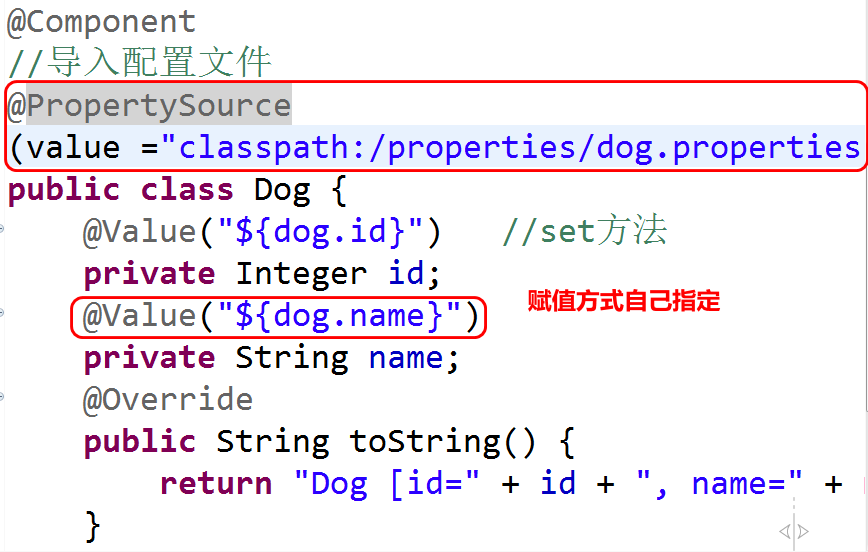 @Component
//导入配置文件
@PropertySource
(value ="classpath:/properties/dog.properties
public class Dog {
@Value("${dog.id}") //set方法
private Integer id;
@Value("${dog.name}") 赋值方式自己指定
private String name;
@Override
public String toString() {
return "Dog [id=" + id + ", name=" +
}